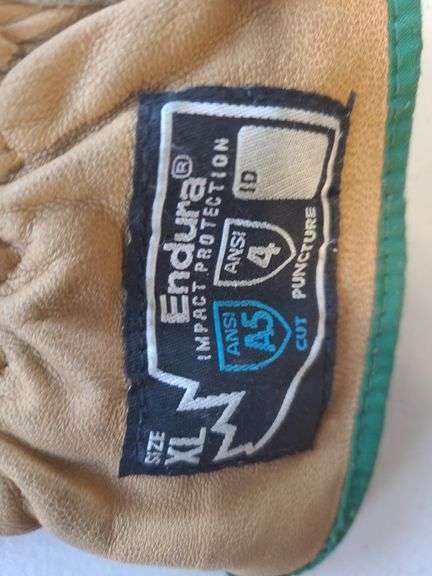 Endura®
IMPACT PROTECTION
ANSI
A5
CUT
ANSI
4
PUNCTURE
ID
SIZE
XL